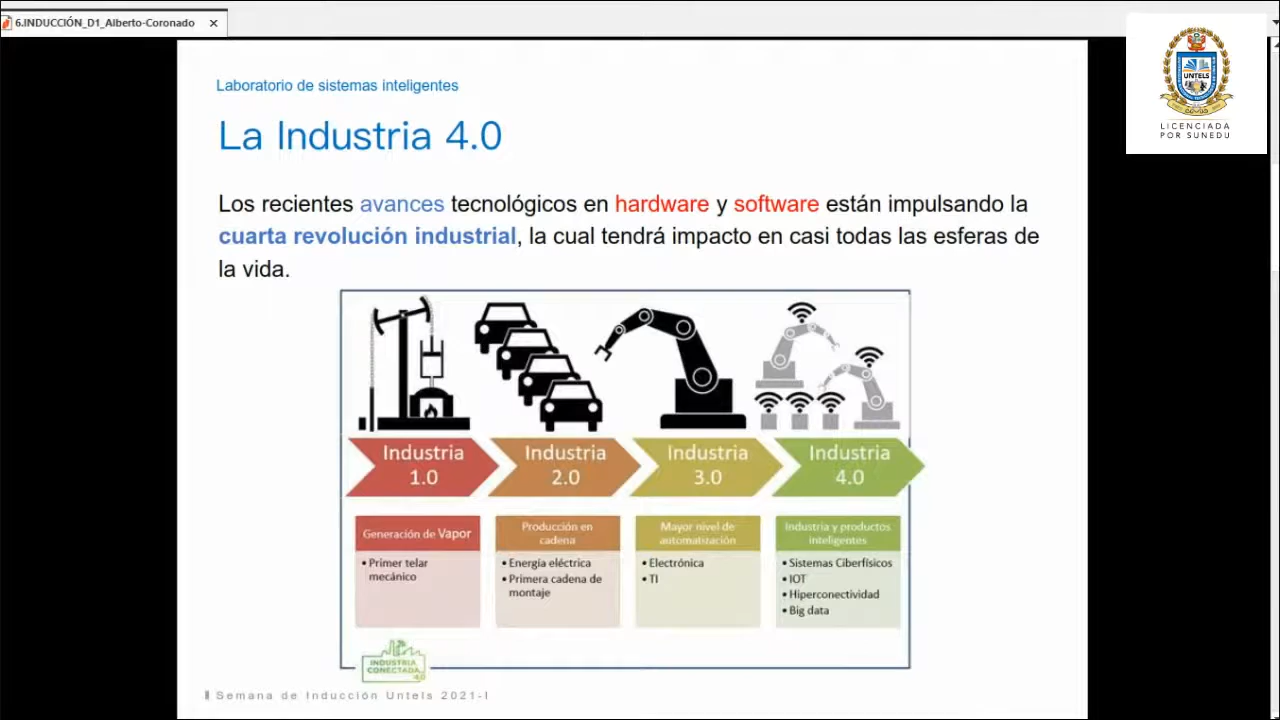 6.INDUCCIÓN_D1_Alberto-Coronado
UNTELS
LICENCIADA
POR SUNEDU
Laboratorio de sistemas inteligentes
La Industria 4.0
Los recientes avances tecnológicos en hardware y software están impulsando la
cuarta revolución industrial, la cual tendrá impacto en casi todas las esferas de
la vida.
Industria
1.0
Industria
2.0
Industria
3.0
Industria
4.0
Generación de Vapor
• Primer telar
mecánico
Producción en
cadena
• Energía eléctrica
• Primera cadena de
montaje
Mayor nivel de
automatización
• Electrónica
• TI
Industria y productos
inteligentes
• Sistemas Ciberfísicos
• IOT
• Hiperconectividad
• Big data
INDUSTRIA
CONECTADA
4.0
Semana de Inducción Untels 2021-I